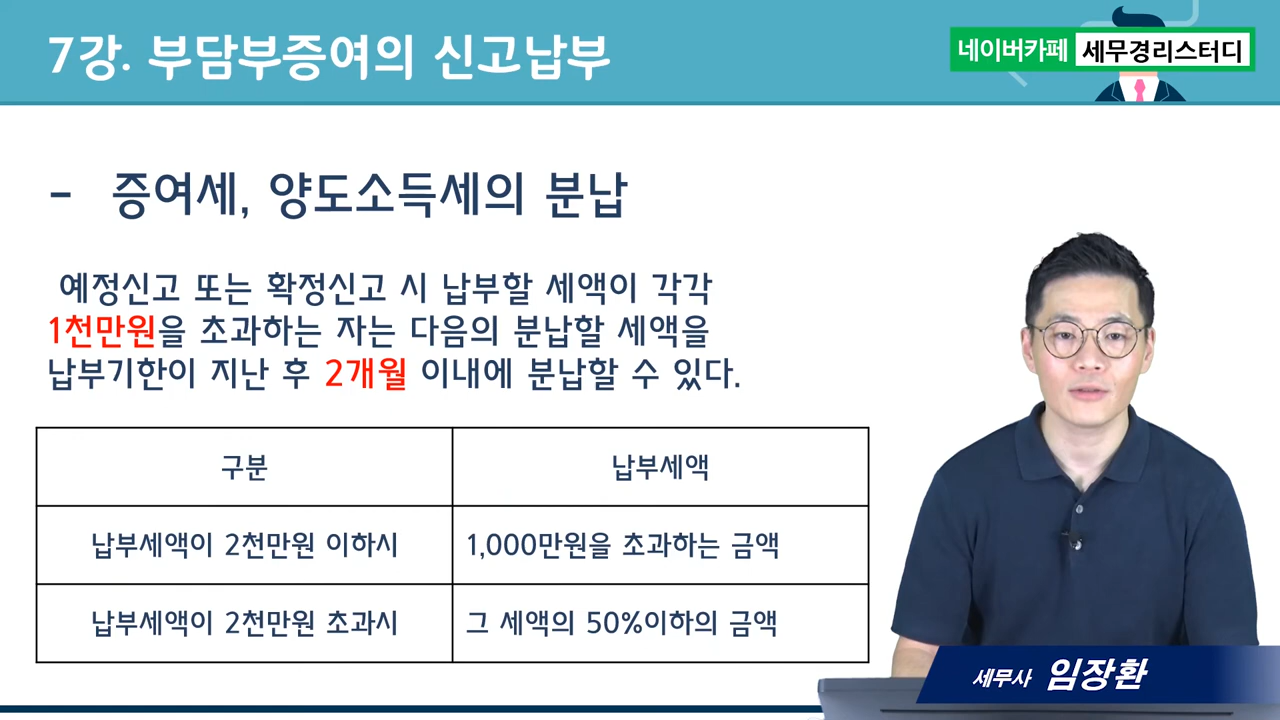 7강. 부담부증여의 신고납부
네이버카페 세무경리스터디
- 증여세, 양도소득세의 분납
예정신고 또는 확정신고 시 납부할 세액이 각각
1천만원을 초과하는 자는 다음의 분납할 세액을
납부기한이 지난 후 2개월 이내에 분납할 수 있다.
구분 납부세액
납부세액이 2천만원 이하시 1,000만원을 초과하는 금액
납부세액이 2천만원 초과시 그 세액의 50%이하의 금액
세무사 임장환